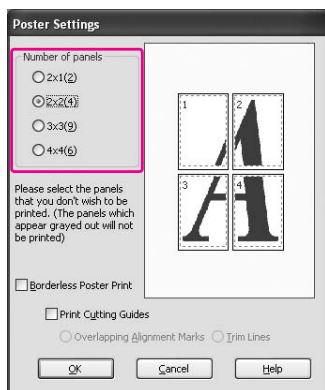 Poster Settings
Number of panels
2x1(2)
2x2(4)
3x3(9)
4x4(6)
Please select the panels
that you don't wish to be
printed. (The panels which
appear grayed out will not
be printed)
1
2
3
4
A
Borderless Poster Print
Print Cutting Guides
Overlapping Alignment Marks
Trim Lines
OK
Cancel
Help